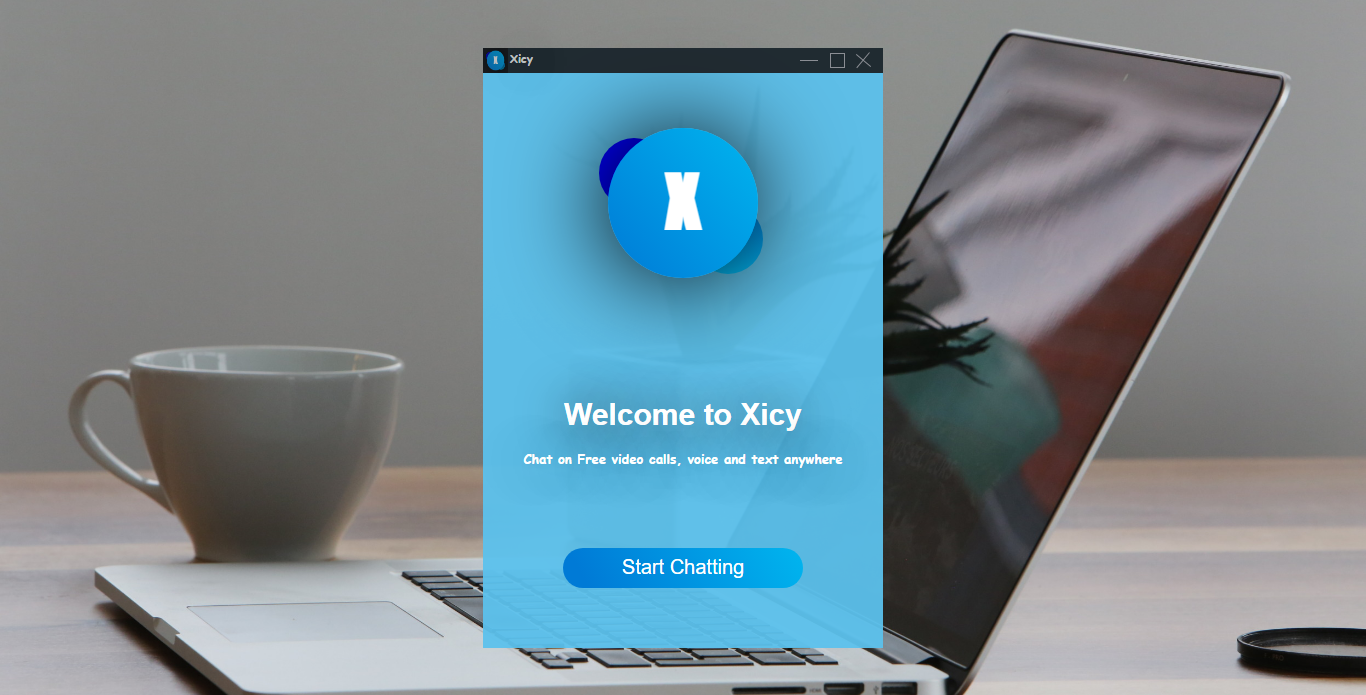 Xicy
X
Welcome to Xicy
Chat on Free video calls, voice and text anywhere
Start Chatting